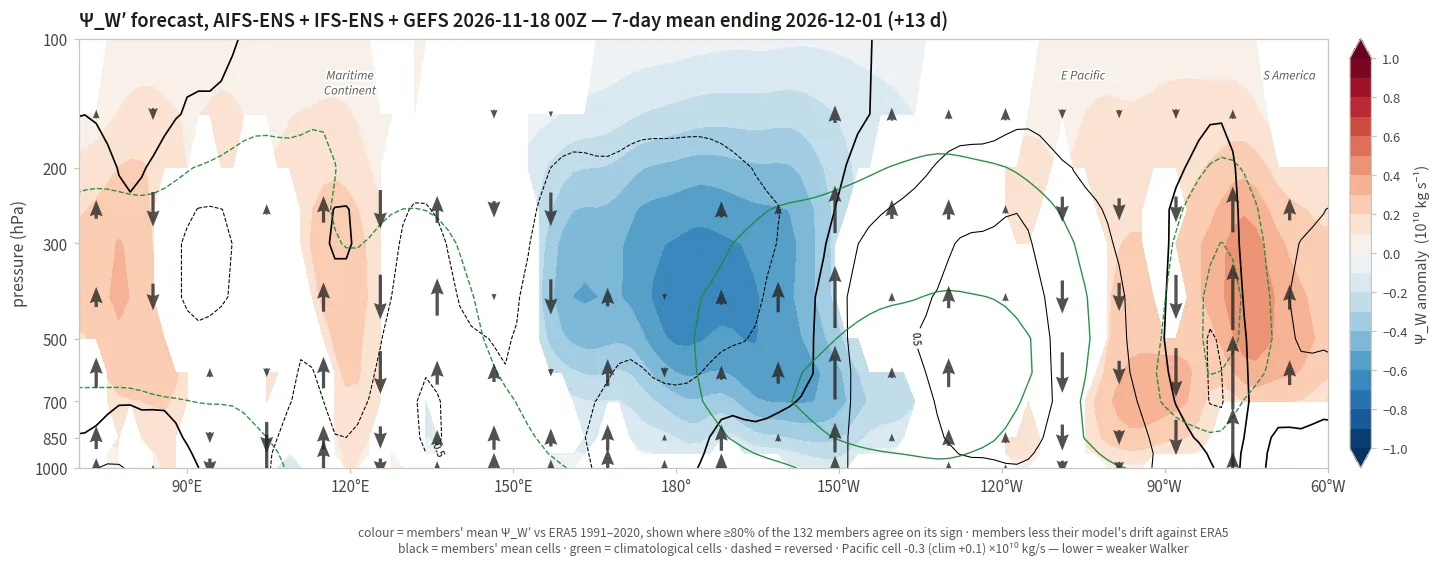 Ψ_W′ forecast, AIFS-ENS + IFS-ENS + GEFS 2026-11-18 00Z — 7-day mean ending 2026-12-01 (+13 d)
100
200
300
400
500
700
850
1000
pressure (hPa)
Maritime
Continent
E Pacific
S America
0.5
0.5
90°E
120°E
150°E
180°
150°W
120°W
90°W
60°W
1.0
0.8
0.6
0.4
0.2
0.0
−0.2
−0.4
−0.6
−0.8
−1.0
Ψ_W anomaly (10¹⁰ kg s⁻¹)
colour = members' mean Ψ_W′ vs ERA5 1991–2020, shown where ≥80% of the 132 members agree on its sign · members less their model's drift against ERA5
black = members' mean cells · green = climatological cells · dashed = reversed · Pacific cell -0.3 (clim +0.1) ×10¹⁰ kg/s — lower = weaker Walker